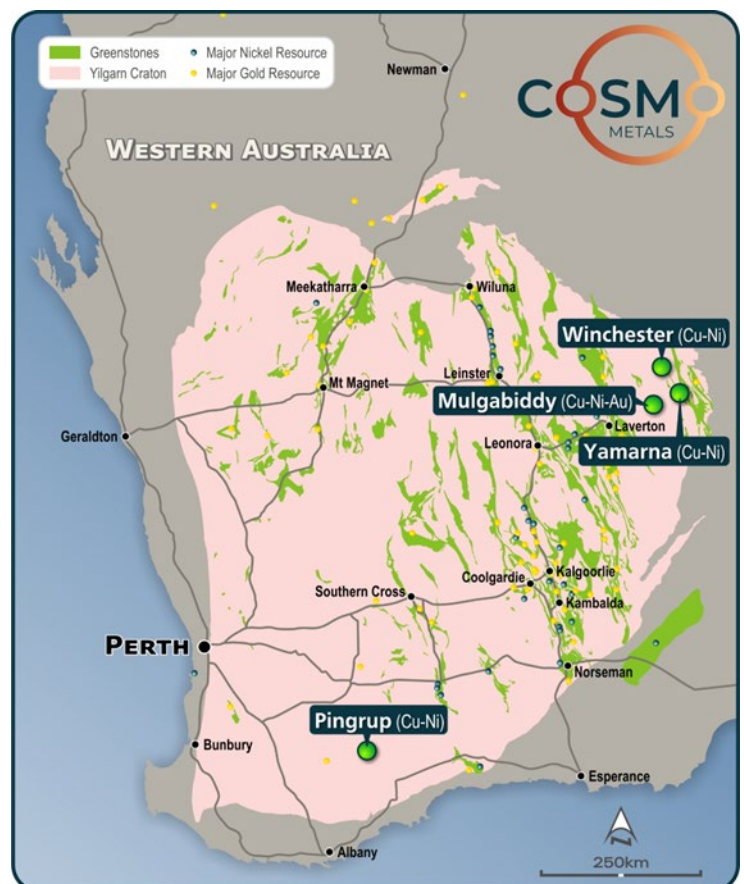 Greenstones
Major Nickel Resource
Yilgarn Craton
Major Gold Resource
Newman
COSMO
METALS
WESTERN AUSTRALIA
Meekatharra
Wiluna
Winchester (Cu-Ni)
Leinster
Mt Magnet
Mulgabiddy (Cu-Ni-Au)
Laverton
Geraldton
Leonora
Yamarna (Cu-Ni)
Coolgardie
Kalgoorlie
Southern Cross
Kambalda
PERTH
Norseman
Pingrup (Cu-Ni)
Bunbury
Esperance
N
250km
Albany